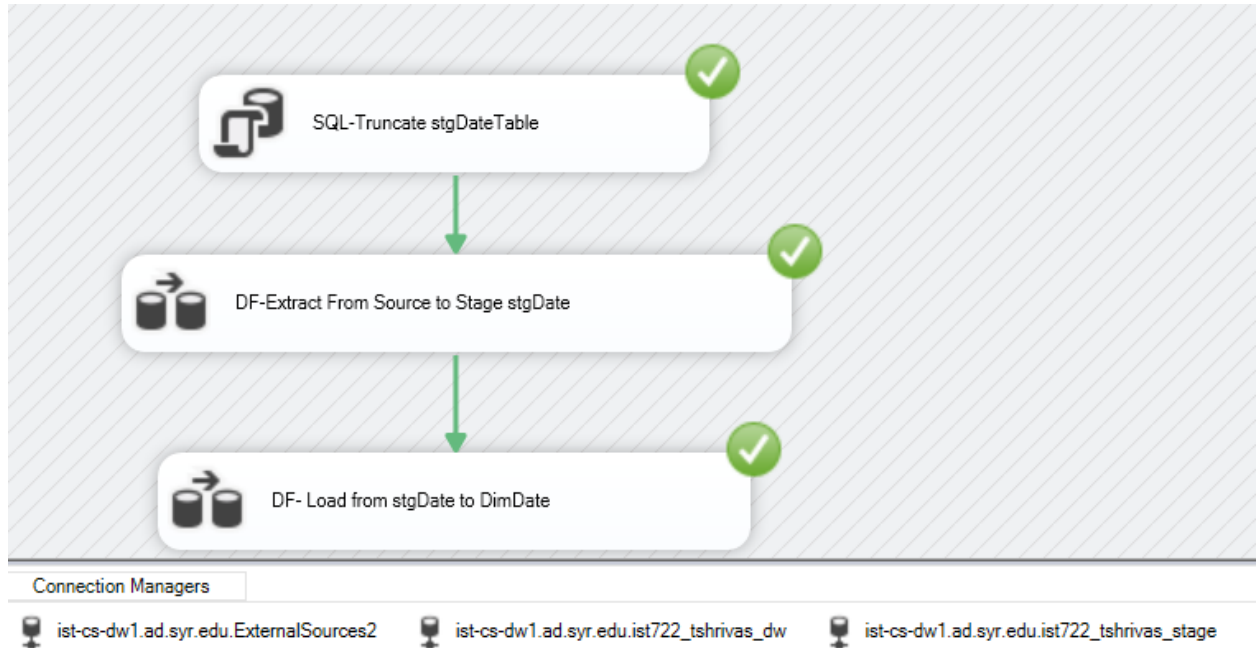 SQL-Truncate stgDateTable
DF-Extract From Source to Stage stgDate
DF- Load from stgDate to DimDate
Connection Managers
ist-cs-dw1.ad.syr.edu.ExternalSources2 ist-cs-dw1.ad.syr.edu.ist722_tshrivas_dw ist-cs-dw1.ad.syr.edu.ist722_tshrivas_stage